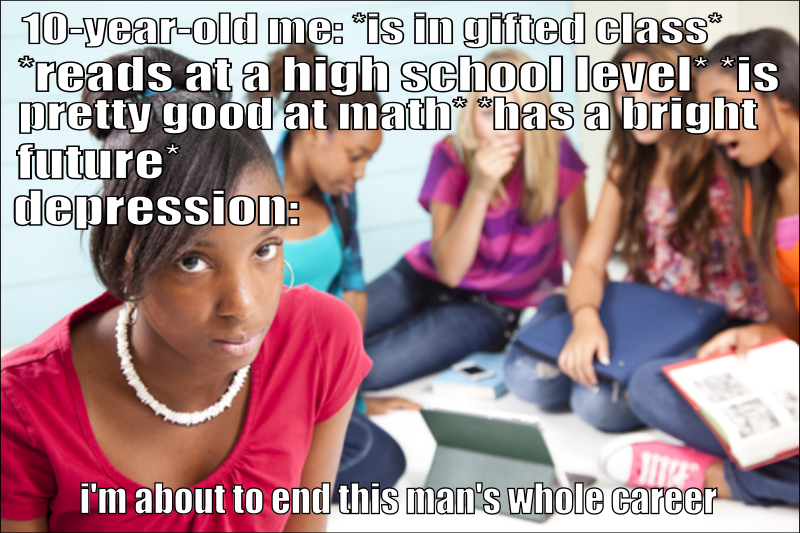 10-year-old me: *is in gifted class*
*reads at a high school level* *is
pretty good at math* *has a bright
future*
depression:
i'm about to end this man's whole career